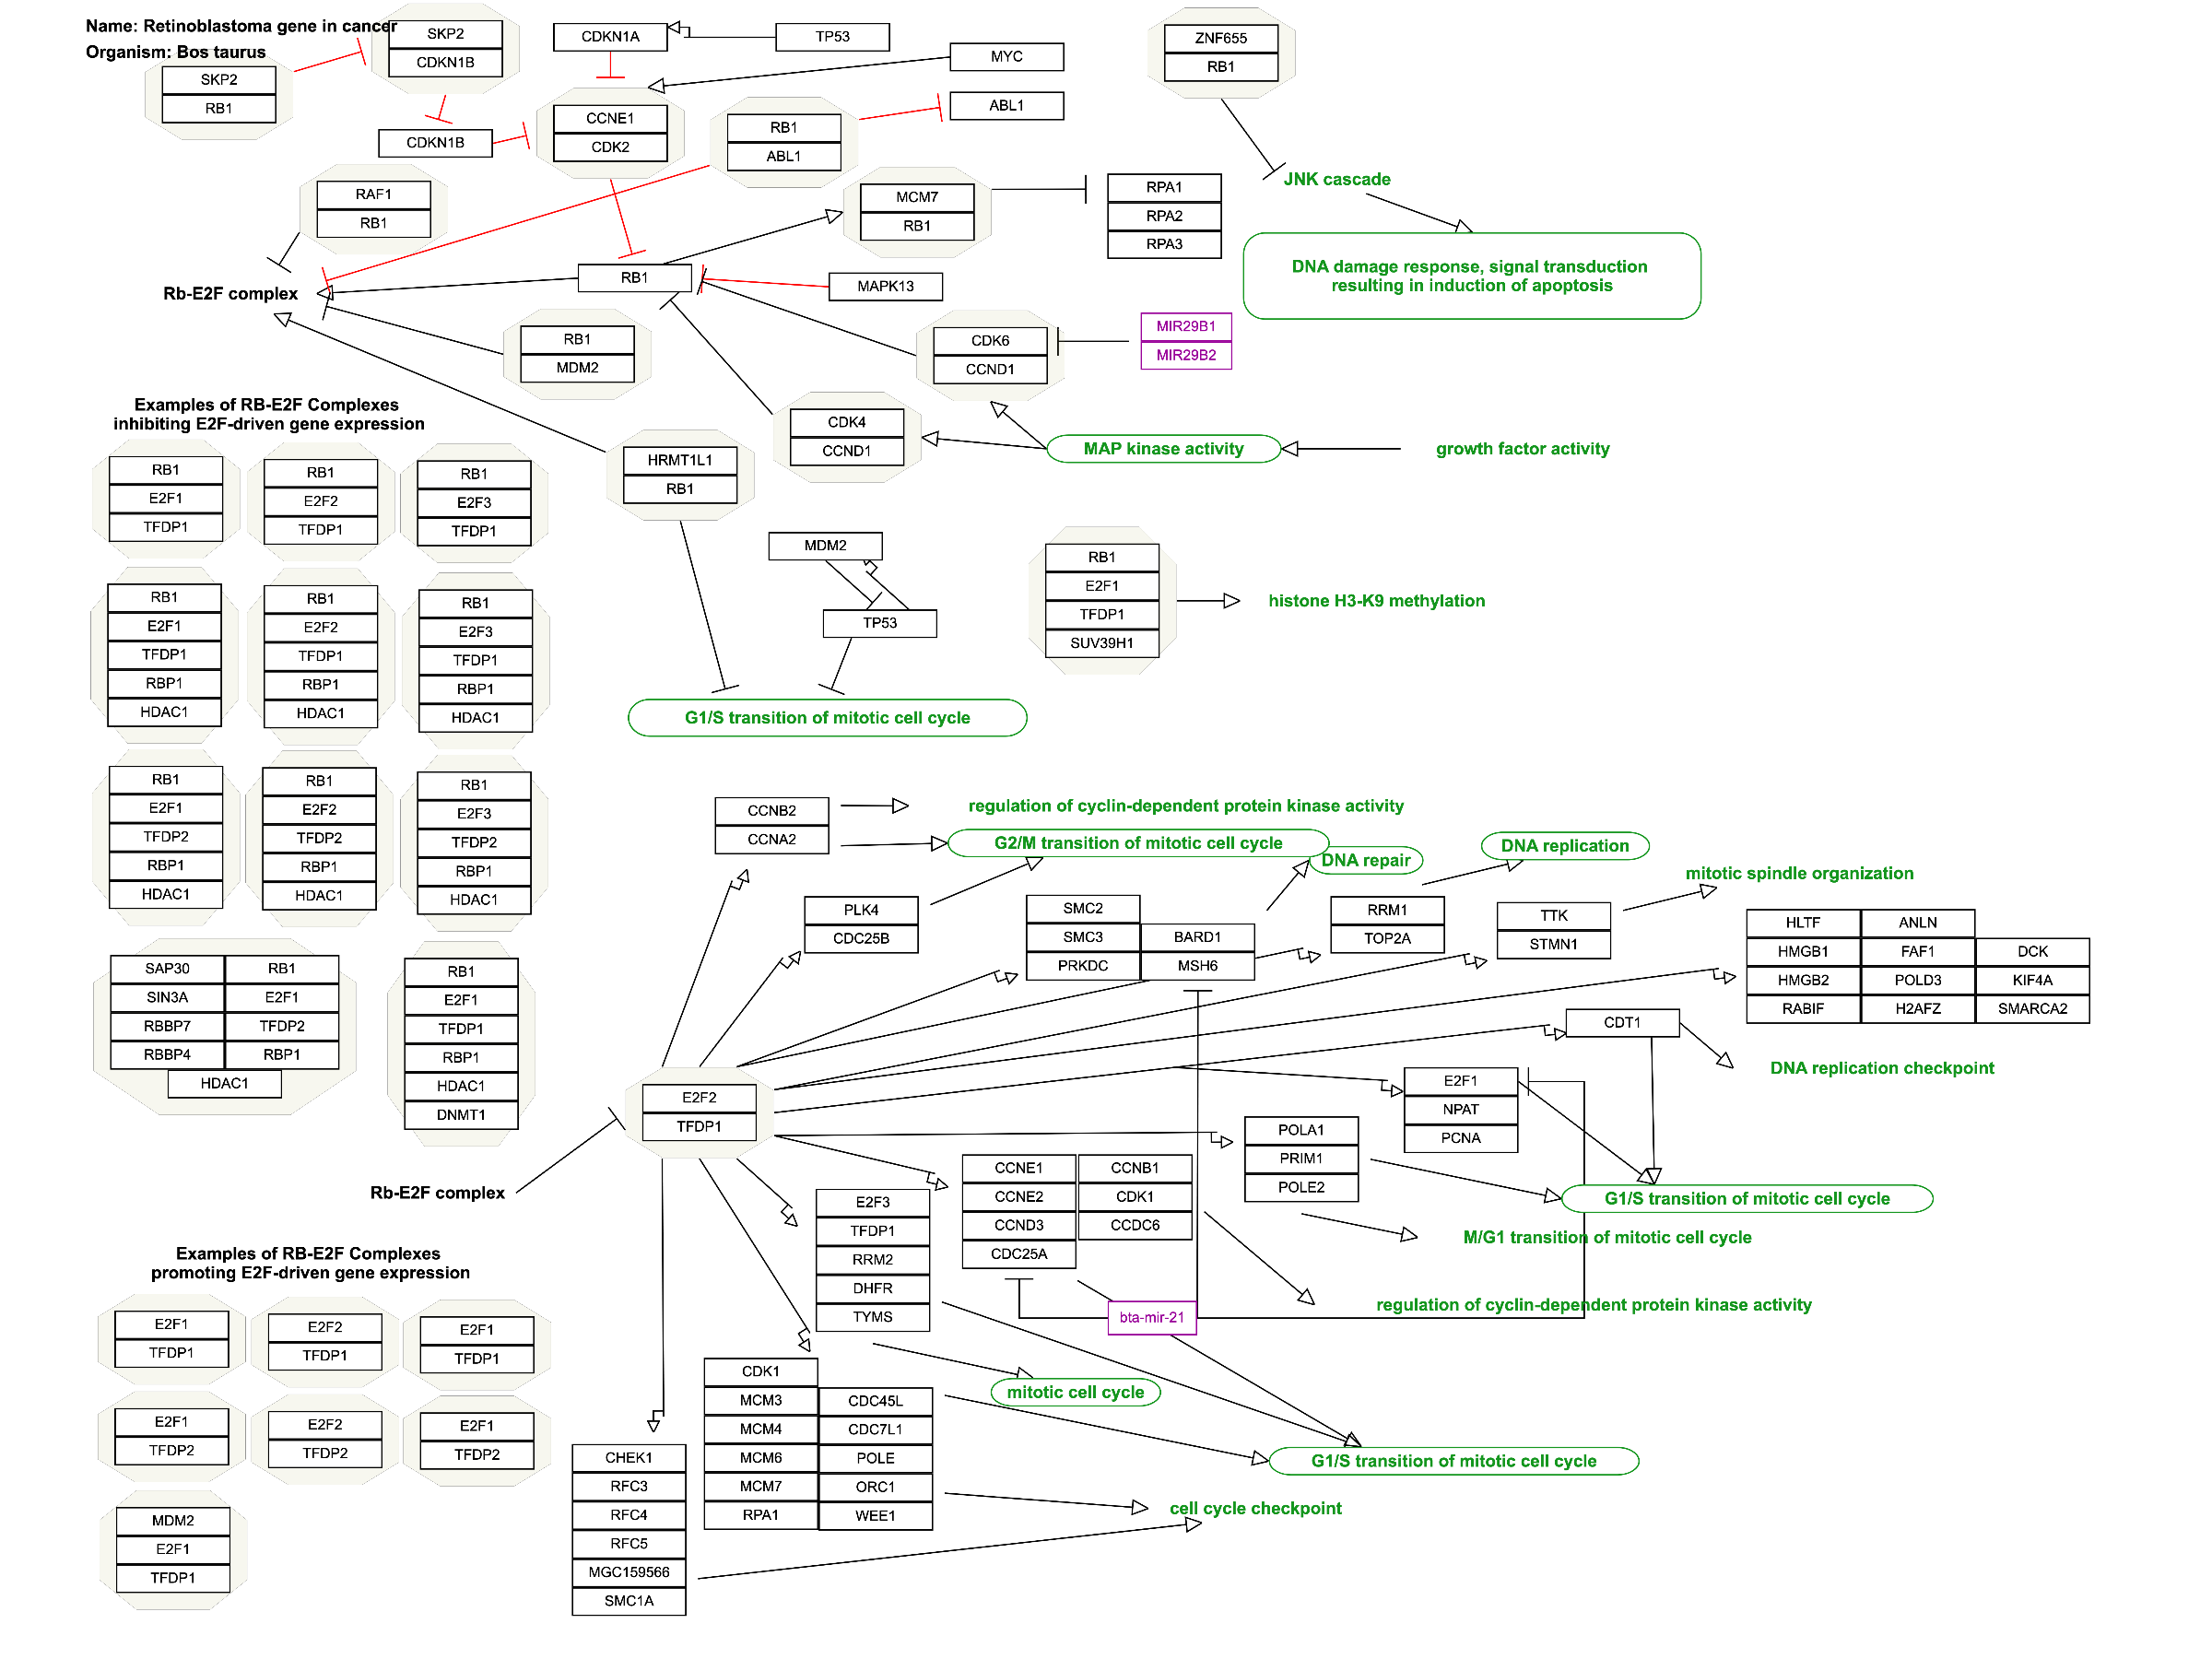 Name: Retinoblastoma gene in cancer
Organism: Bos taurus
SKP2
RB1
SKP2
CDKN1B
CDKN1B
CDKN1A
TP53
MYC
CCNE1
CDK2
RB1
ABL1
ABL1
ZNF655
RB1
JNK cascade
DNA damage response, signal transduction
resulting in induction of apoptosis
RAF1
RB1
MCM7
RB1
RPA1
RPA2
RPA3
Rb-E2F complex
RB1
MAPK13
RB1
MDM2
CDK6
CCND1
MIR29B1
MIR29B2
CDK4
CCND1
MAP kinase activity
growth factor activity
HRMT1L1
RB1
MDM2
TP53
RB1
E2F1
TFDP1
SUV39H1
histone H3-K9 methylation
G1/S transition of mitotic cell cycle
Examples of RB-E2F Complexes
inhibiting E2F-driven gene expression
RB1
E2F1
TFDP1
RB1
E2F2
TFDP1
RB1
E2F3
TFDP1
RB1
E2F1
TFDP1
RBP1
HDAC1
RB1
E2F2
TFDP1
RBP1
HDAC1
RB1
E2F3
TFDP1
RBP1
HDAC1
RB1
E2F1
TFDP2
RBP1
HDAC1
RB1
E2F2
TFDP2
RBP1
HDAC1
RB1
E2F3
TFDP2
RBP1
HDAC1
SAP30
RB1
SIN3A
E2F1
RBBP7
TFDP2
RBBP4
RBP1
HDAC1
RB1
E2F1
TFDP1
RBP1
HDAC1
DNMT1
CCNB2
CCNA2
regulation of cyclin-dependent protein kinase activity
G2/M transition of mitotic cell cycle
DNA repair
DNA replication
mitotic spindle organization
PLK4
CDC25B
SMC2
SMC3
PRKDC
BARD1
MSH6
RRM1
TOP2A
TTK
STMN1
HLTF
ANLN
HMGB1
FAF1
DCK
HMGB2
POLD3
KIF4A
RABIF
H2AFZ
SMARCA2
CDT1
DNA replication checkpoint
E2F2
TFDP1
E2F1
NPAT
PCNA
POLA1
PRIM1
POLE2
G1/S transition of mitotic cell cycle
M/G1 transition of mitotic cell cycle
Rb-E2F complex
CCNE1
CCNE2
CCND3
CDC25A
CCNB1
CDK1
CCDC6
E2F3
TFDP1
RRM2
DHFR
TYMS
bta-mir-21
regulation of cyclin-dependent protein kinase activity
mitotic cell cycle
CDK1
MCM3
MCM4
MCM6
MCM7
RPA1
CDC45L
CDC7L1
POLE
ORC1
WEE1
G1/S transition of mitotic cell cycle
cell cycle checkpoint
CHEK1
RFC3
RFC4
RFC5
MGC159566
SMC1A
Examples of RB-E2F Complexes
promoting E2F-driven gene expression
E2F1
TFDP1
E2F2
TFDP1
E2F1
TFDP1
E2F1
TFDP2
E2F2
TFDP2
E2F1
TFDP2
MDM2
E2F1
TFDP1